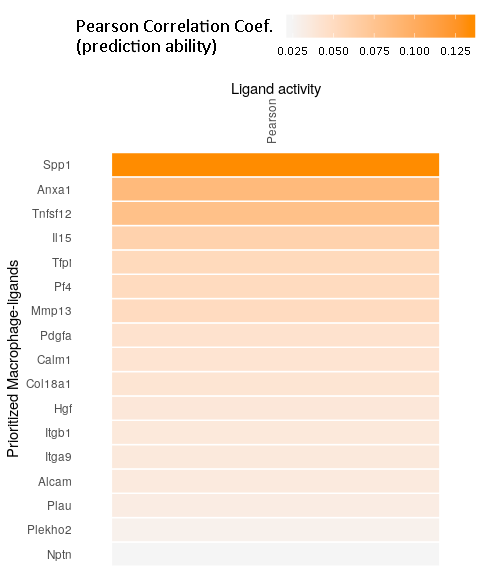 Pearson Correlation Coef.
(prediction ability)
0.025 0.050 0.075 0.100 0.125
Ligand activity
Pearson
Prioritized Macrophage-ligands
Spp1
Anxa1
Tnfsf12
Il15
Tfpi
Pf4
Mmp13
Pdgfa
Calm1
Col18a1
Hgf
Itgb1
Itga9
Alcam
Plau
Plekho2
Nptn